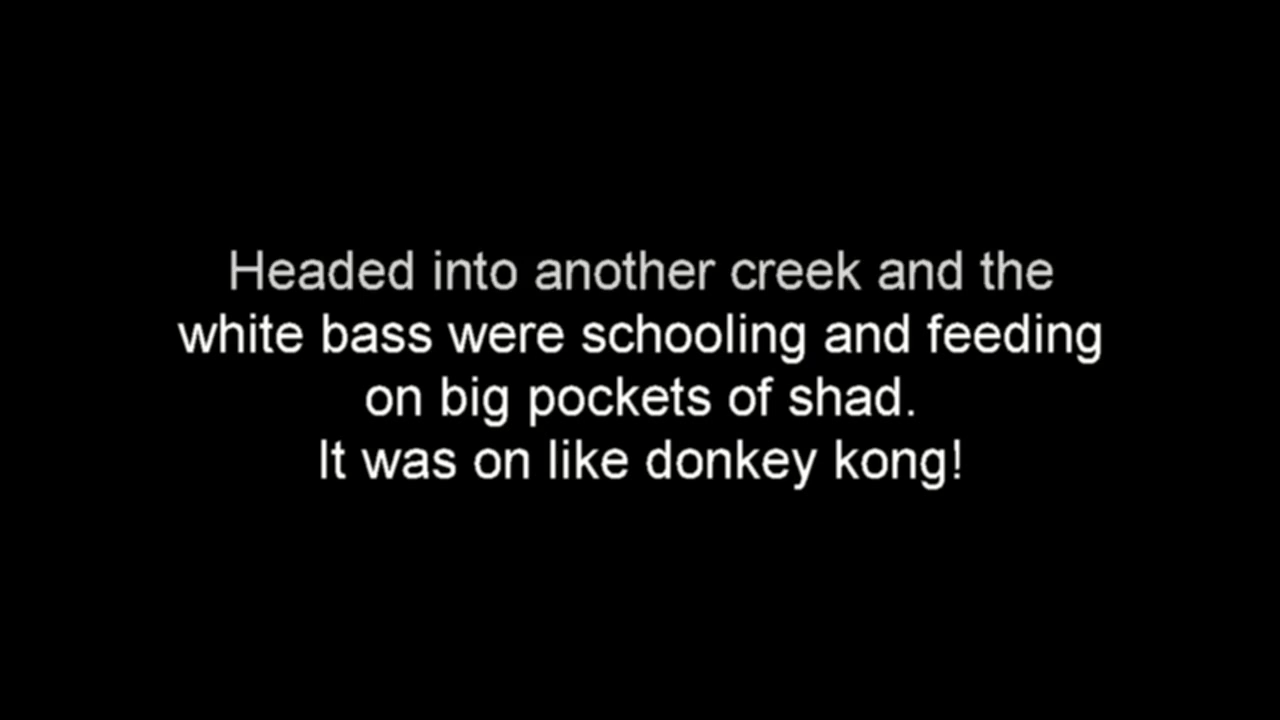 Headed into another creek and the
white bass were schooling and feeding
on big pockets of shad.
It was on like donkey kong!